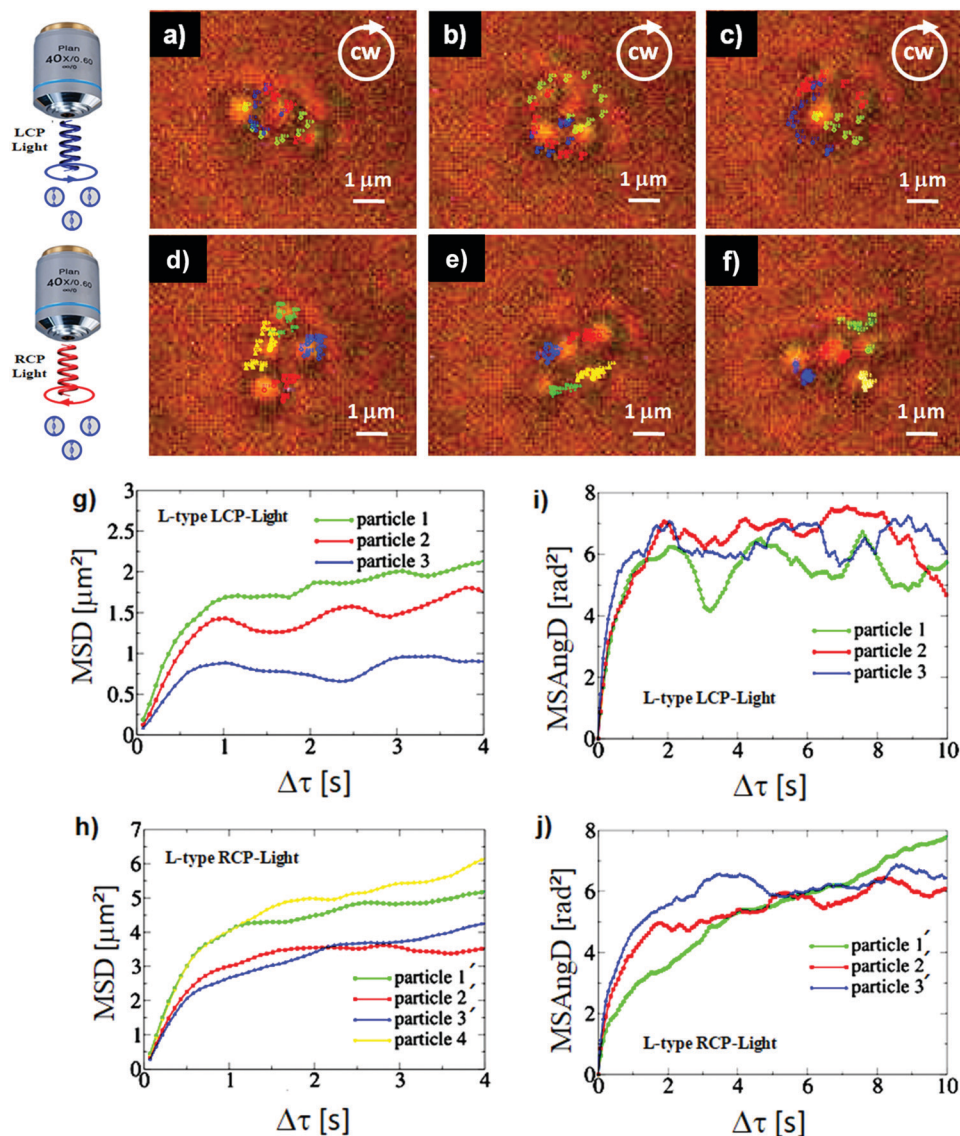 Plan
40X/0.60
∞/0
LCP
Light
a)
CW
1 µm
b)
CW
1 µm
c)
CW
1 µm
Plan
40X/0.60
∞/0
RCP
Light
d)
1 µm
e)
1 µm
f)
1 µm
g)
3
2.5
2
1.5
1
0.5
0
MSD [µm²]
L-type LCP-Light
particle 1
particle 2
particle 3
0 1 2 3 4
Δτ [s]
i)
8
6
4
2
0
MSAngD [rad²]
particle 1
particle 2
particle 3
L-type LCP-Light
0 2 4 6 8 10
Δτ [s]
h)
7
6
5
4
3
2
1
0
MSD [µm²]
L-type RCP-Light
particle 1´
particle 2´
particle 3´
particle 4
0 1 2 3 4
Δτ [s]
j)
8
6
4
2
0
MSAngD [rad²]
particle 1´
particle 2´
particle 3´
L-type RCP-Light
0 2 4 6 8 10
Δτ [s]